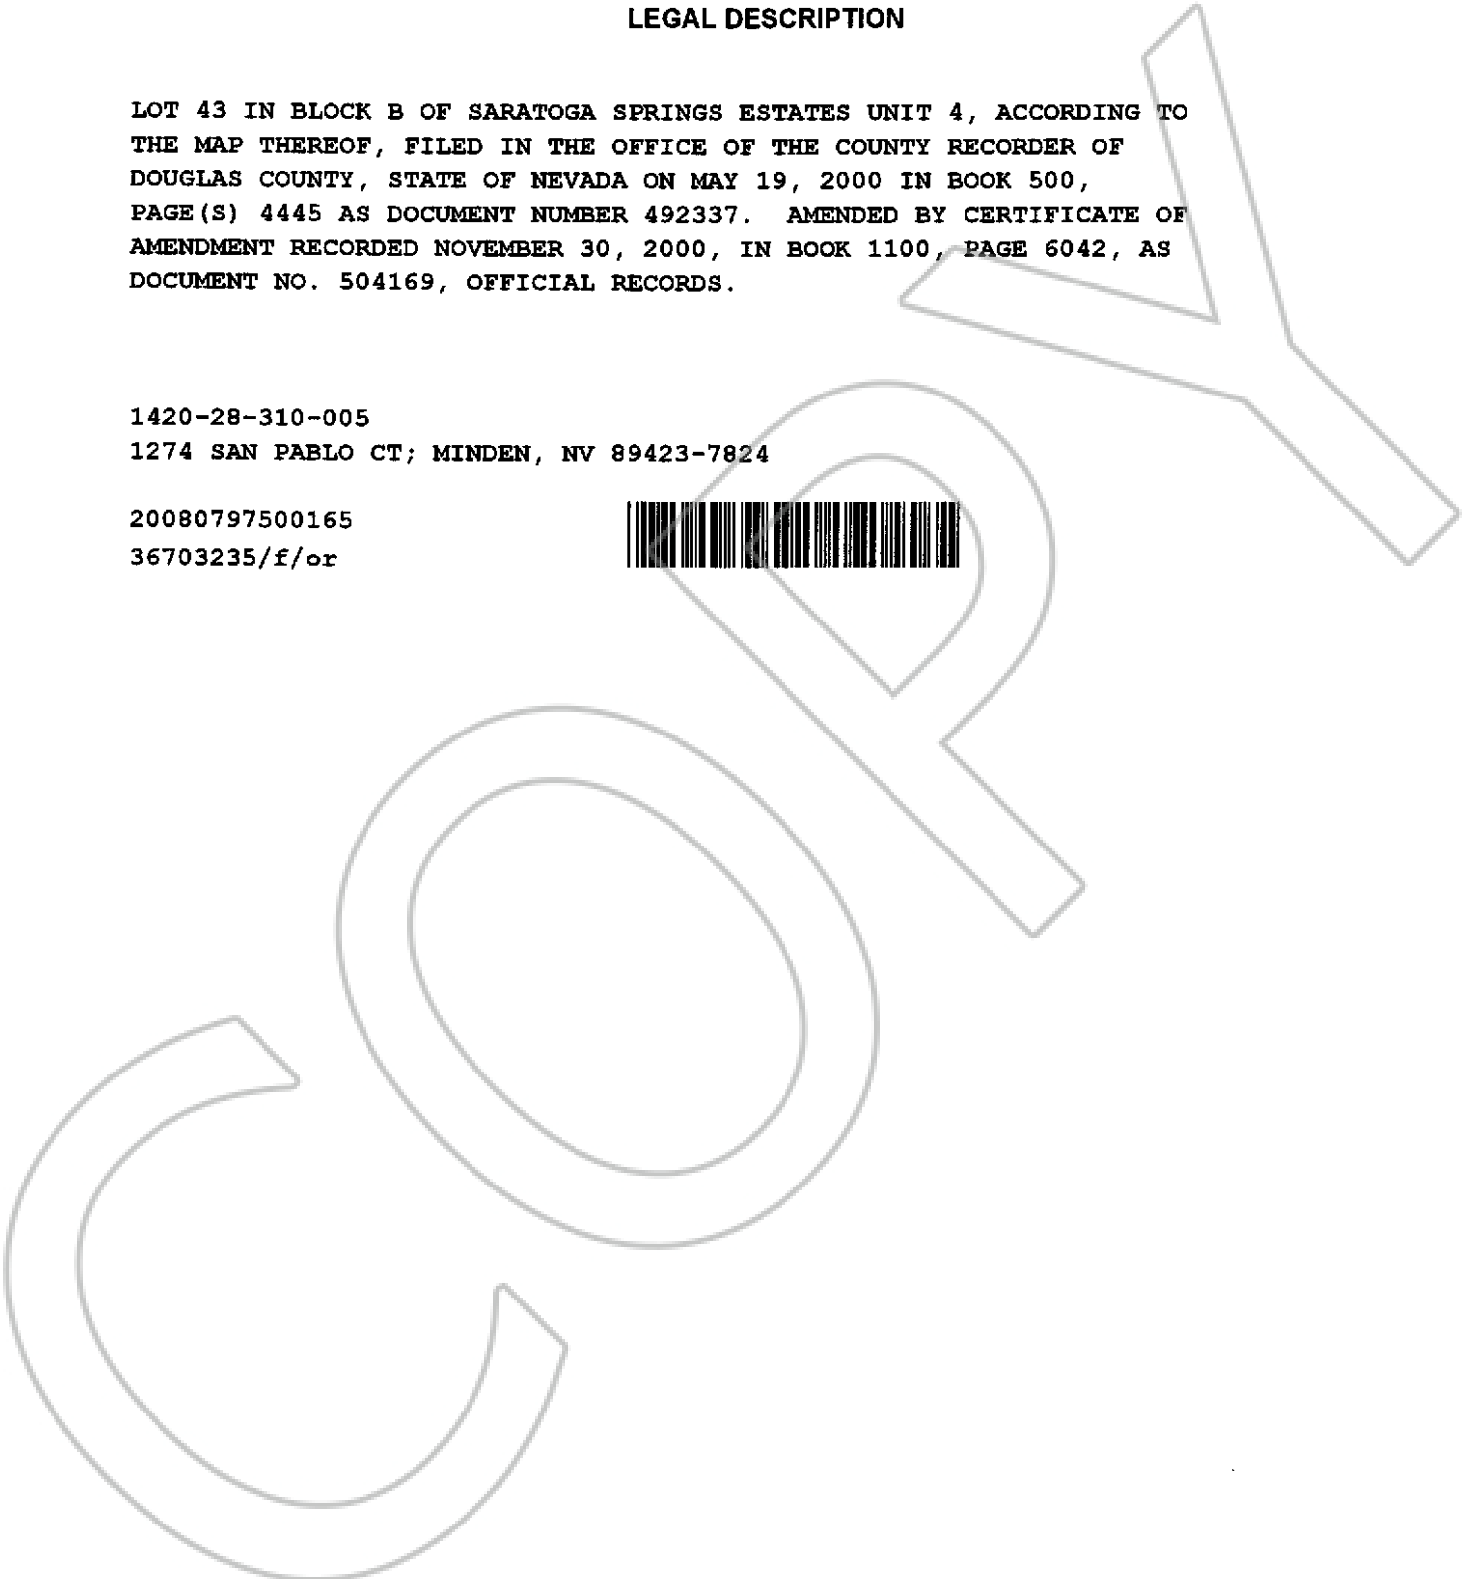 LEGAL DESCRIPTION
LOT 43 IN BLOCK B OF SARATOGA SPRINGS ESTATES UNIT 4, ACCORDING TO
THE MAP THEREOF, FILED IN THE OFFICE OF THE COUNTY RECORDER OF
DOUGLAS COUNTY, STATE OF NEVADA ON MAY 19, 2000 IN BOOK 500,
PAGE(S) 4445 AS DOCUMENT NUMBER 492337. AMENDED BY CERTIFICATE OF
AMENDMENT RECORDED NOVEMBER 30, 2000, IN BOOK 1100, PAGE 6042, AS
DOCUMENT NO. 504169, OFFICIAL RECORDS.
1420-28-310-005
1274 SAN PABLO CT; MINDEN, NV 89423-7824
20080797500165
36703235/f/or
COPY